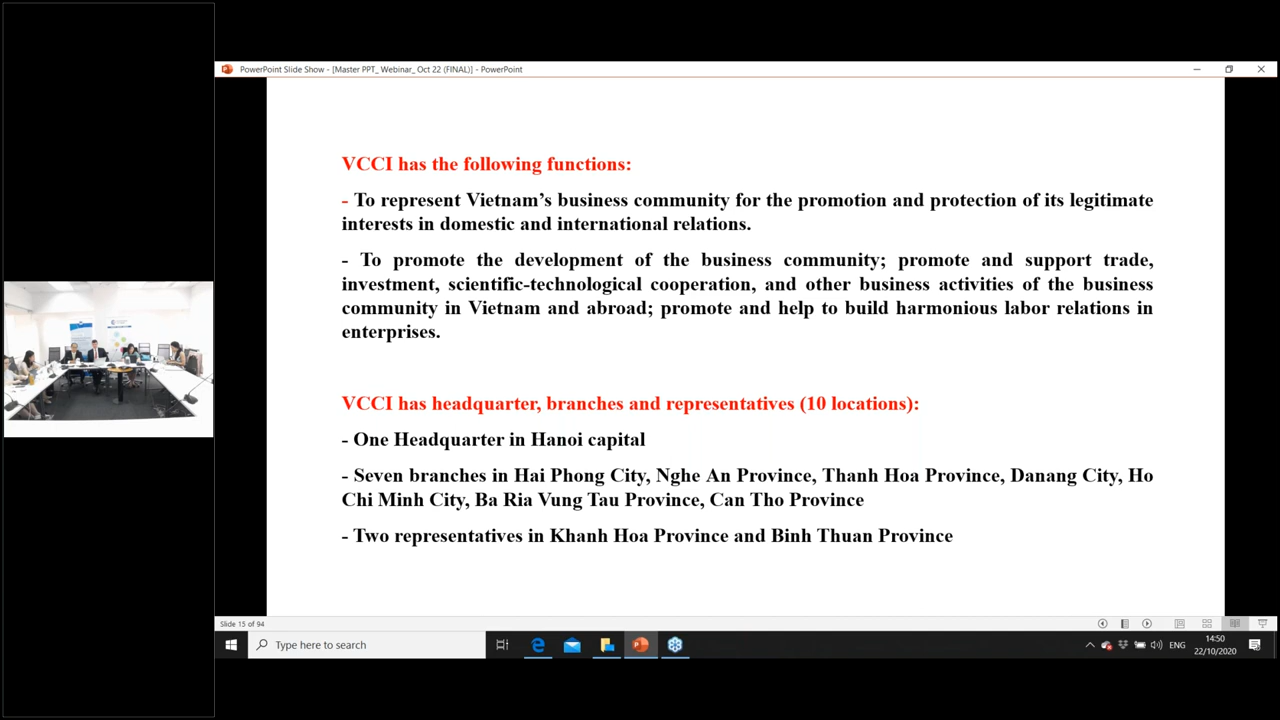 PowerPoint Slide Show - [Master PPT_ Webinar_ Oct 22 (FINAL)] - PowerPoint
VCCI has the following functions:
- To represent Vietnam’s business community for the promotion and protection of its legitimate
interests in domestic and international relations.
- To promote the development of the business community; promote and support trade,
investment, scientific-technological cooperation, and other business activities of the business
community in Vietnam and abroad; promote and help to build harmonious labor relations in
enterprises.
VCCI has headquarter, branches and representatives (10 locations):
- One Headquarter in Hanoi capital
- Seven branches in Hai Phong City, Nghe An Province, Thanh Hoa Province, Danang City, Ho
Chi Minh City, Ba Ria Vung Tau Province, Can Tho Province
- Two representatives in Khanh Hoa Province and Binh Thuan Province
Slide 15 of 94
Type here to search
ENG
14:50
22/10/2020